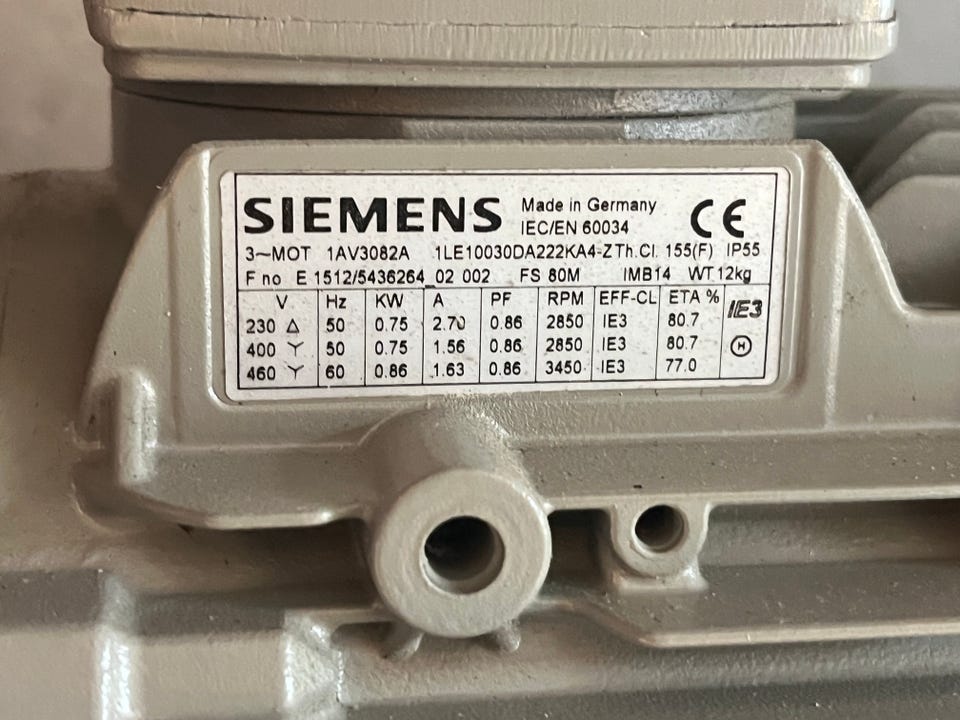 SIEMENS Made in Germany
IEC/EN 60034
CE
3~MOT 1AV3082A 1LE10030DA222KA4-Z Th.Cl. 155(F) IP55
F no E 1512/5436264_02 002 FS 80M IMB14 WT 12kg
V Hz KW A PF RPM EFF-CL ETA % IE3
230 △ 50 0.75 2.70 0.86 2850 IE3 80.7
400 Y 50 0.75 1.56 0.86 2850 IE3 80.7 H
460 Y 60 0.86 1.63 0.86 3450 IE3 77.0